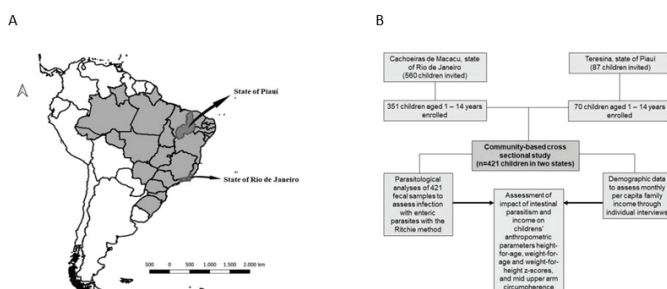 A
B
State of Piauí
State of Rio de Janeiro
500 0 500 1.000 1.500 2.000 km
Cachoeiras de Macacu, state
of Rio de Janeiro
(560 children invited)
Teresina, state of Piauí
(87 children invited)
351 children aged 1 – 14 years
enrolled
70 children aged 1 – 14 years
enrolled
Community-based cross
sectional study
(n=421 children in two states)
Parasitological
analyses of 421
fecal samples to
assess infection
with enteric
parasites with the
Ritchie method
Assessment of
impact of intestinal
parasitism and
income on
childrens'
anthropometric
parameters height-
for-age, weight-for-
age and weight-for-
height z-scores, and
mid upper arm
circumpherence
Demographic data
to assess monthly
per capita family
income through
individual interviews